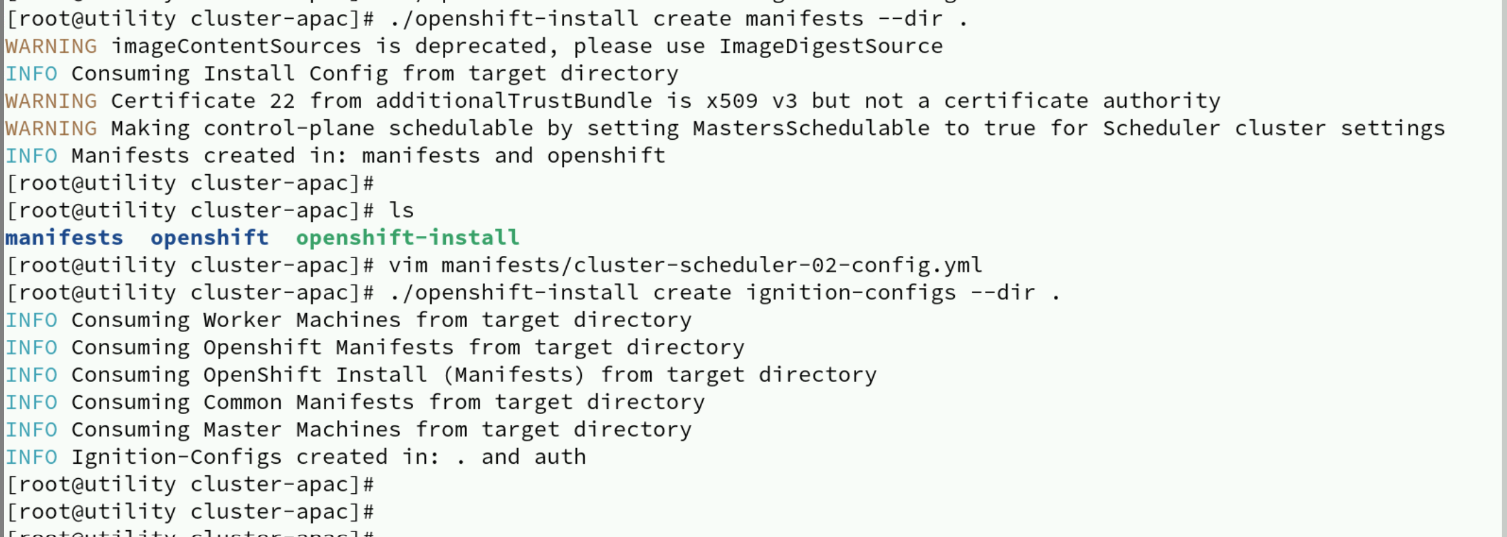 [root@utility cluster-apac]# ./openshift-install create manifests --dir .
WARNING imageContentSources is deprecated, please use ImageDigestSource
INFO Consuming Install Config from target directory
WARNING Certificate 22 from additionalTrustBundle is x509 v3 but not a certificate authority
WARNING Making control-plane schedulable by setting MastersSchedulable to true for Scheduler cluster settings
INFO Manifests created in: manifests and openshift
[root@utility cluster-apac]#
[root@utility cluster-apac]# ls
manifests  openshift  openshift-install
[root@utility cluster-apac]# vim manifests/cluster-scheduler-02-config.yml
[root@utility cluster-apac]# ./openshift-install create ignition-configs --dir .
INFO Consuming Worker Machines from target directory
INFO Consuming Openshift Manifests from target directory
INFO Consuming OpenShift Install (Manifests) from target directory
INFO Consuming Common Manifests from target directory
INFO Consuming Master Machines from target directory
INFO Ignition-Configs created in: . and auth
[root@utility cluster-apac]#
[root@utility cluster-apac]#
[root@utility cluster-apac]#